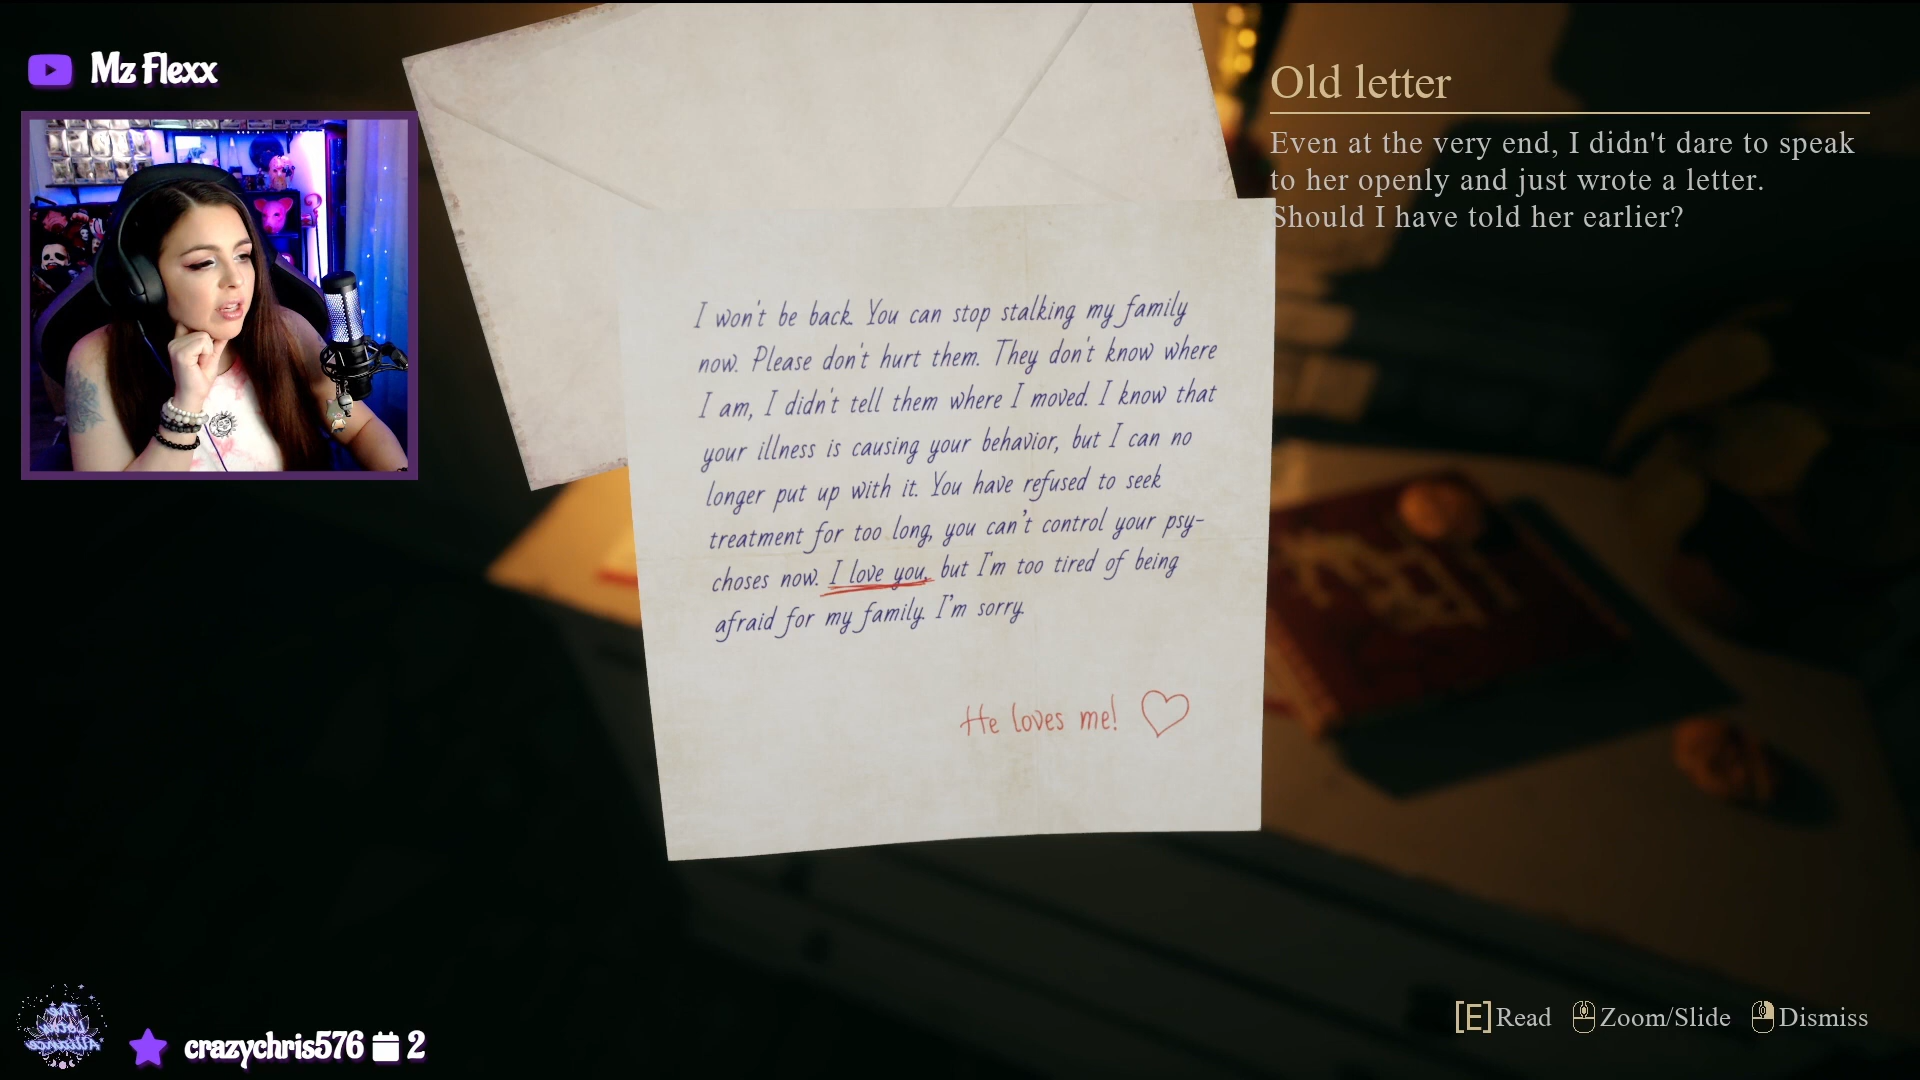 Mz Flexx
Old letter
Even at the very end, I didn't dare to speak
to her openly and just wrote a letter.
Should I have told her earlier?
I won't be back. You can stop stalking my family
now. Please don't hurt them. They don't know where
I am, I didn't tell them where I moved. I know that
your illness is causing your behavior, but I can no
longer put up with it. You have refused to seek
treatment for too long, you can't control your psy-
choses now. I love you, but I'm too tired of being
afraid for my family. I'm sorry.
He loves me!
The
Lotus
Alliance
crazychris576 2
[E] Read Zoom/Slide Dismiss